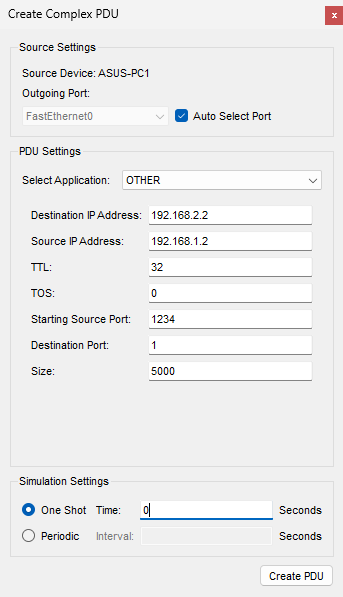 Create Complex PDU
x
Source Settings
Source Device: ASUS-PC1
Outgoing Port:
FastEthernet0
Auto Select Port
PDU Settings
Select Application: OTHER
Destination IP Address: 192.168.2.2
Source IP Address: 192.168.1.2
TTL: 32
TOS: 0
Starting Source Port: 1234
Destination Port: 1
Size: 5000
Simulation Settings
One Shot Time: 0 Seconds
Periodic Interval: Seconds
Create PDU